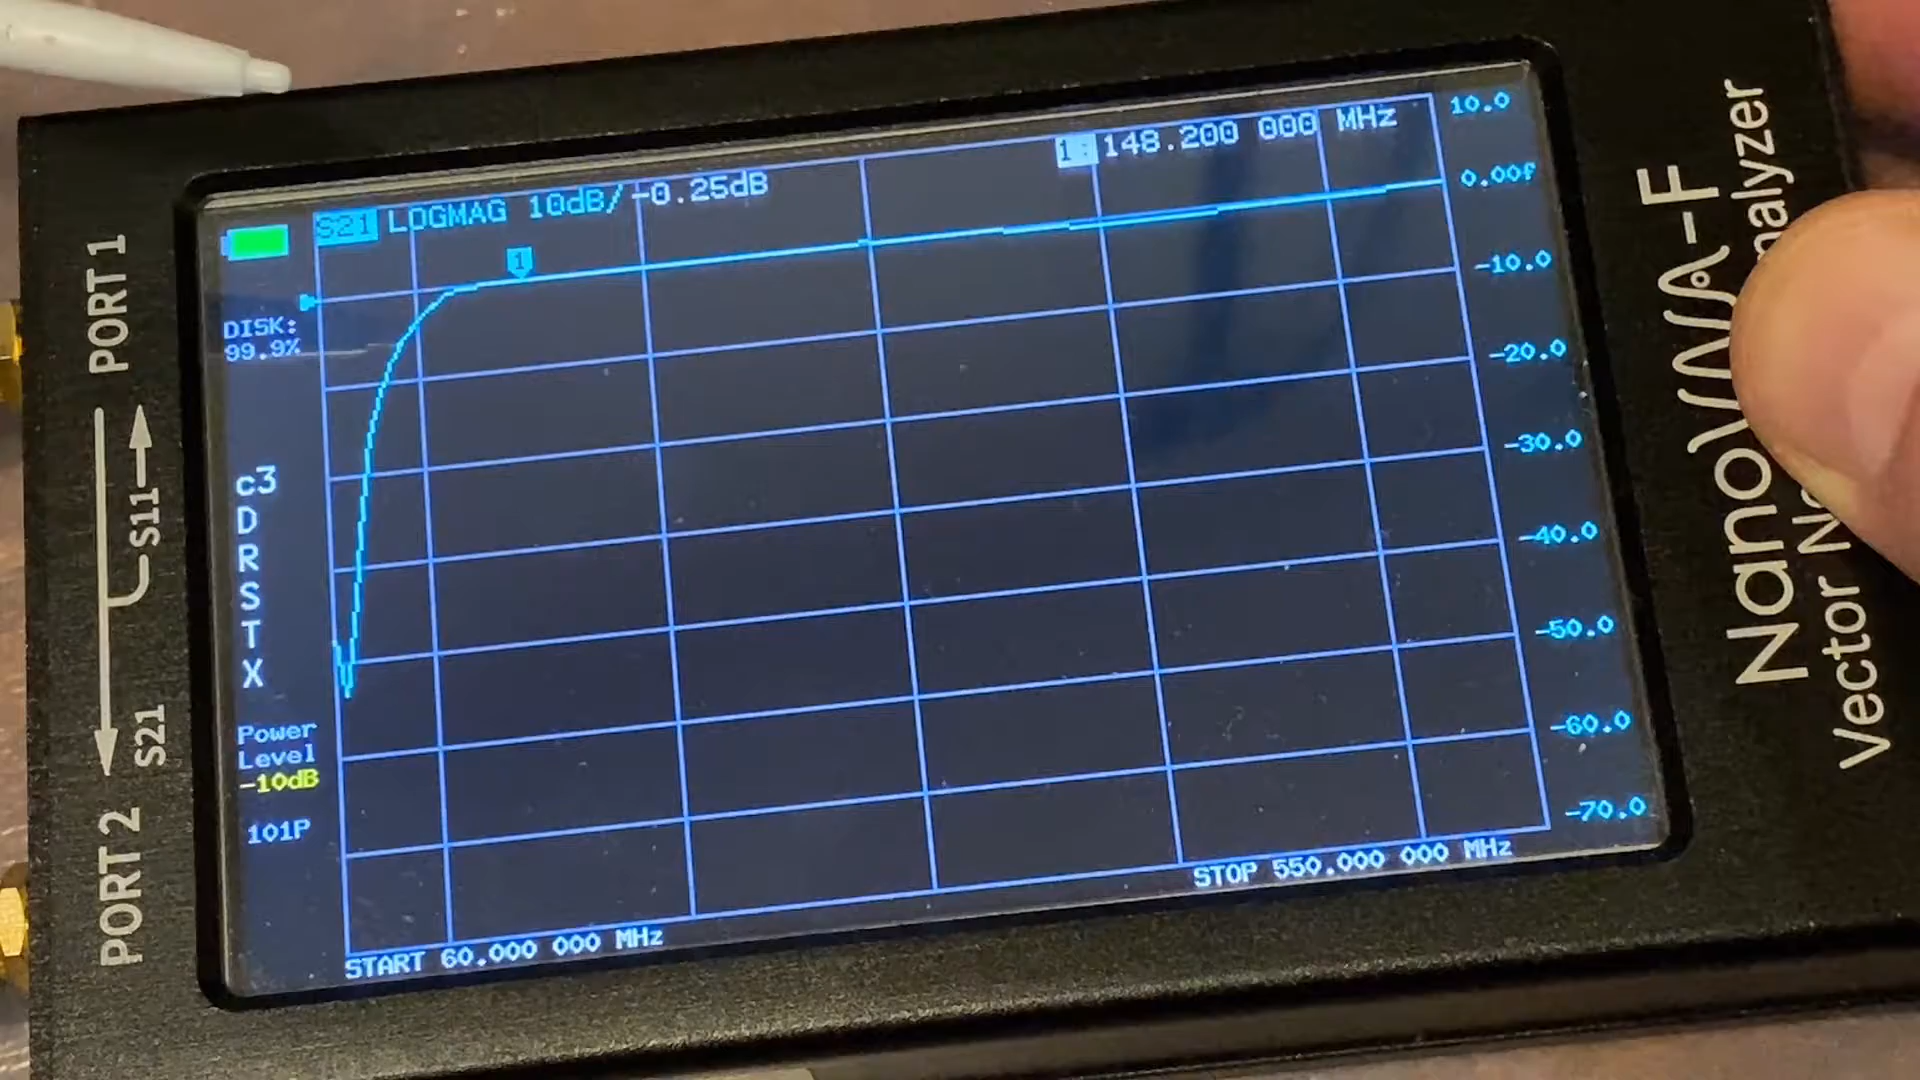 S21 LOGMAG 10dB/ -0.25dB
1: 148.200 000 MHz
1
DISK:
99.9%
c3
D
R
S
T
X
Power
Level
-10dB
101P
10.0
0.00f
-10.0
-20.0
-30.0
-40.0
-50.0
-60.0
-70.0
START 60.000 000 MHz
STOP 550.000 000 MHz
PORT 1
S11
S21
PORT 2
NanoVNA-F
Vector